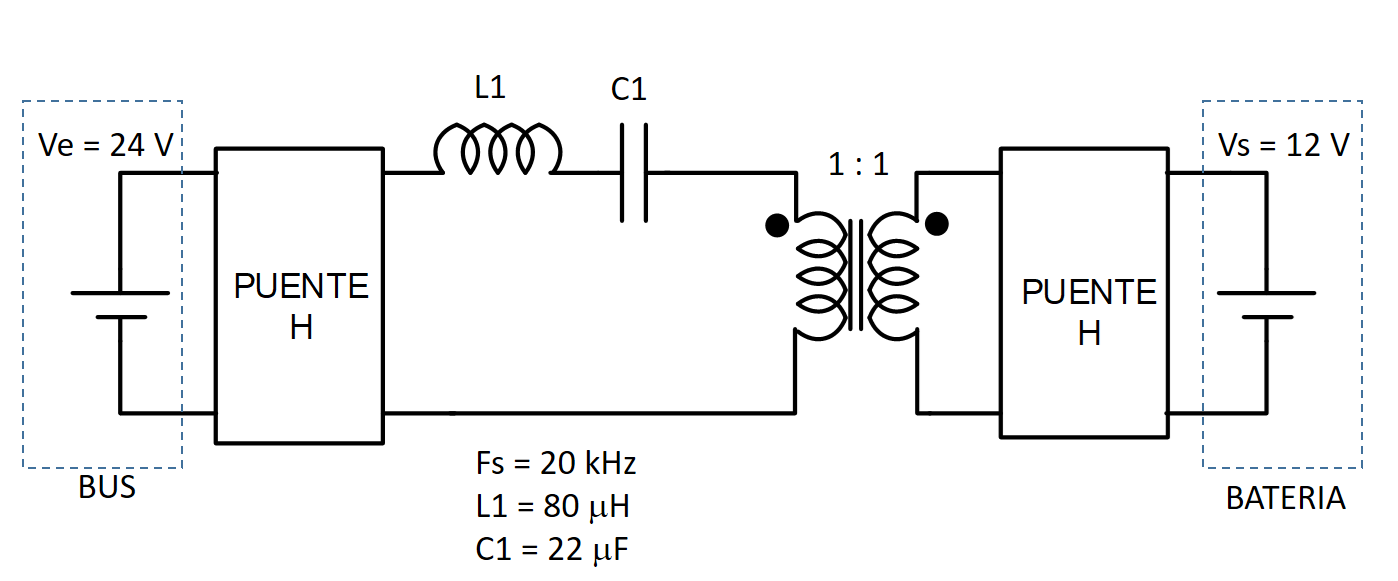 L1
C1
Ve = 24 V
Vs = 12 V
1 : 1
PUENTE
H
PUENTE
H
Fs = 20 kHz
L1 = 80 μH
C1 = 22 μF
BUS
BATERIA